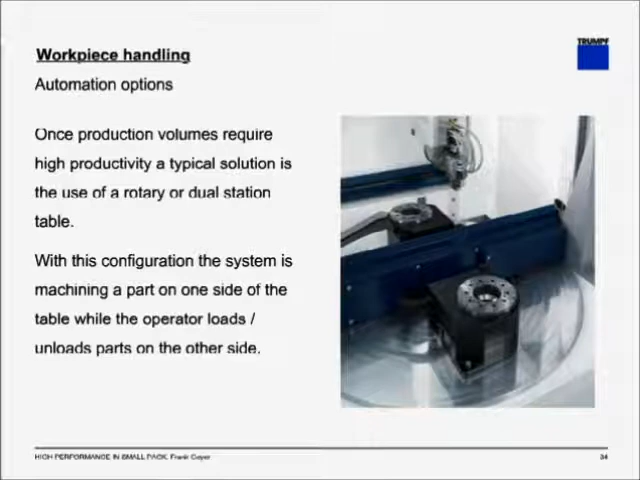 Workpiece handling
TRUMPF
Automation options
Once production volumes require
high productivity a typical solution is
the use of a rotary or dual station
table.
With this configuration the system is
machining a part on one side of the
table while the operator loads /
unloads parts on the other side.
HIGH PERFORMANCE IN SMALL PACK, Frank Geyer
34